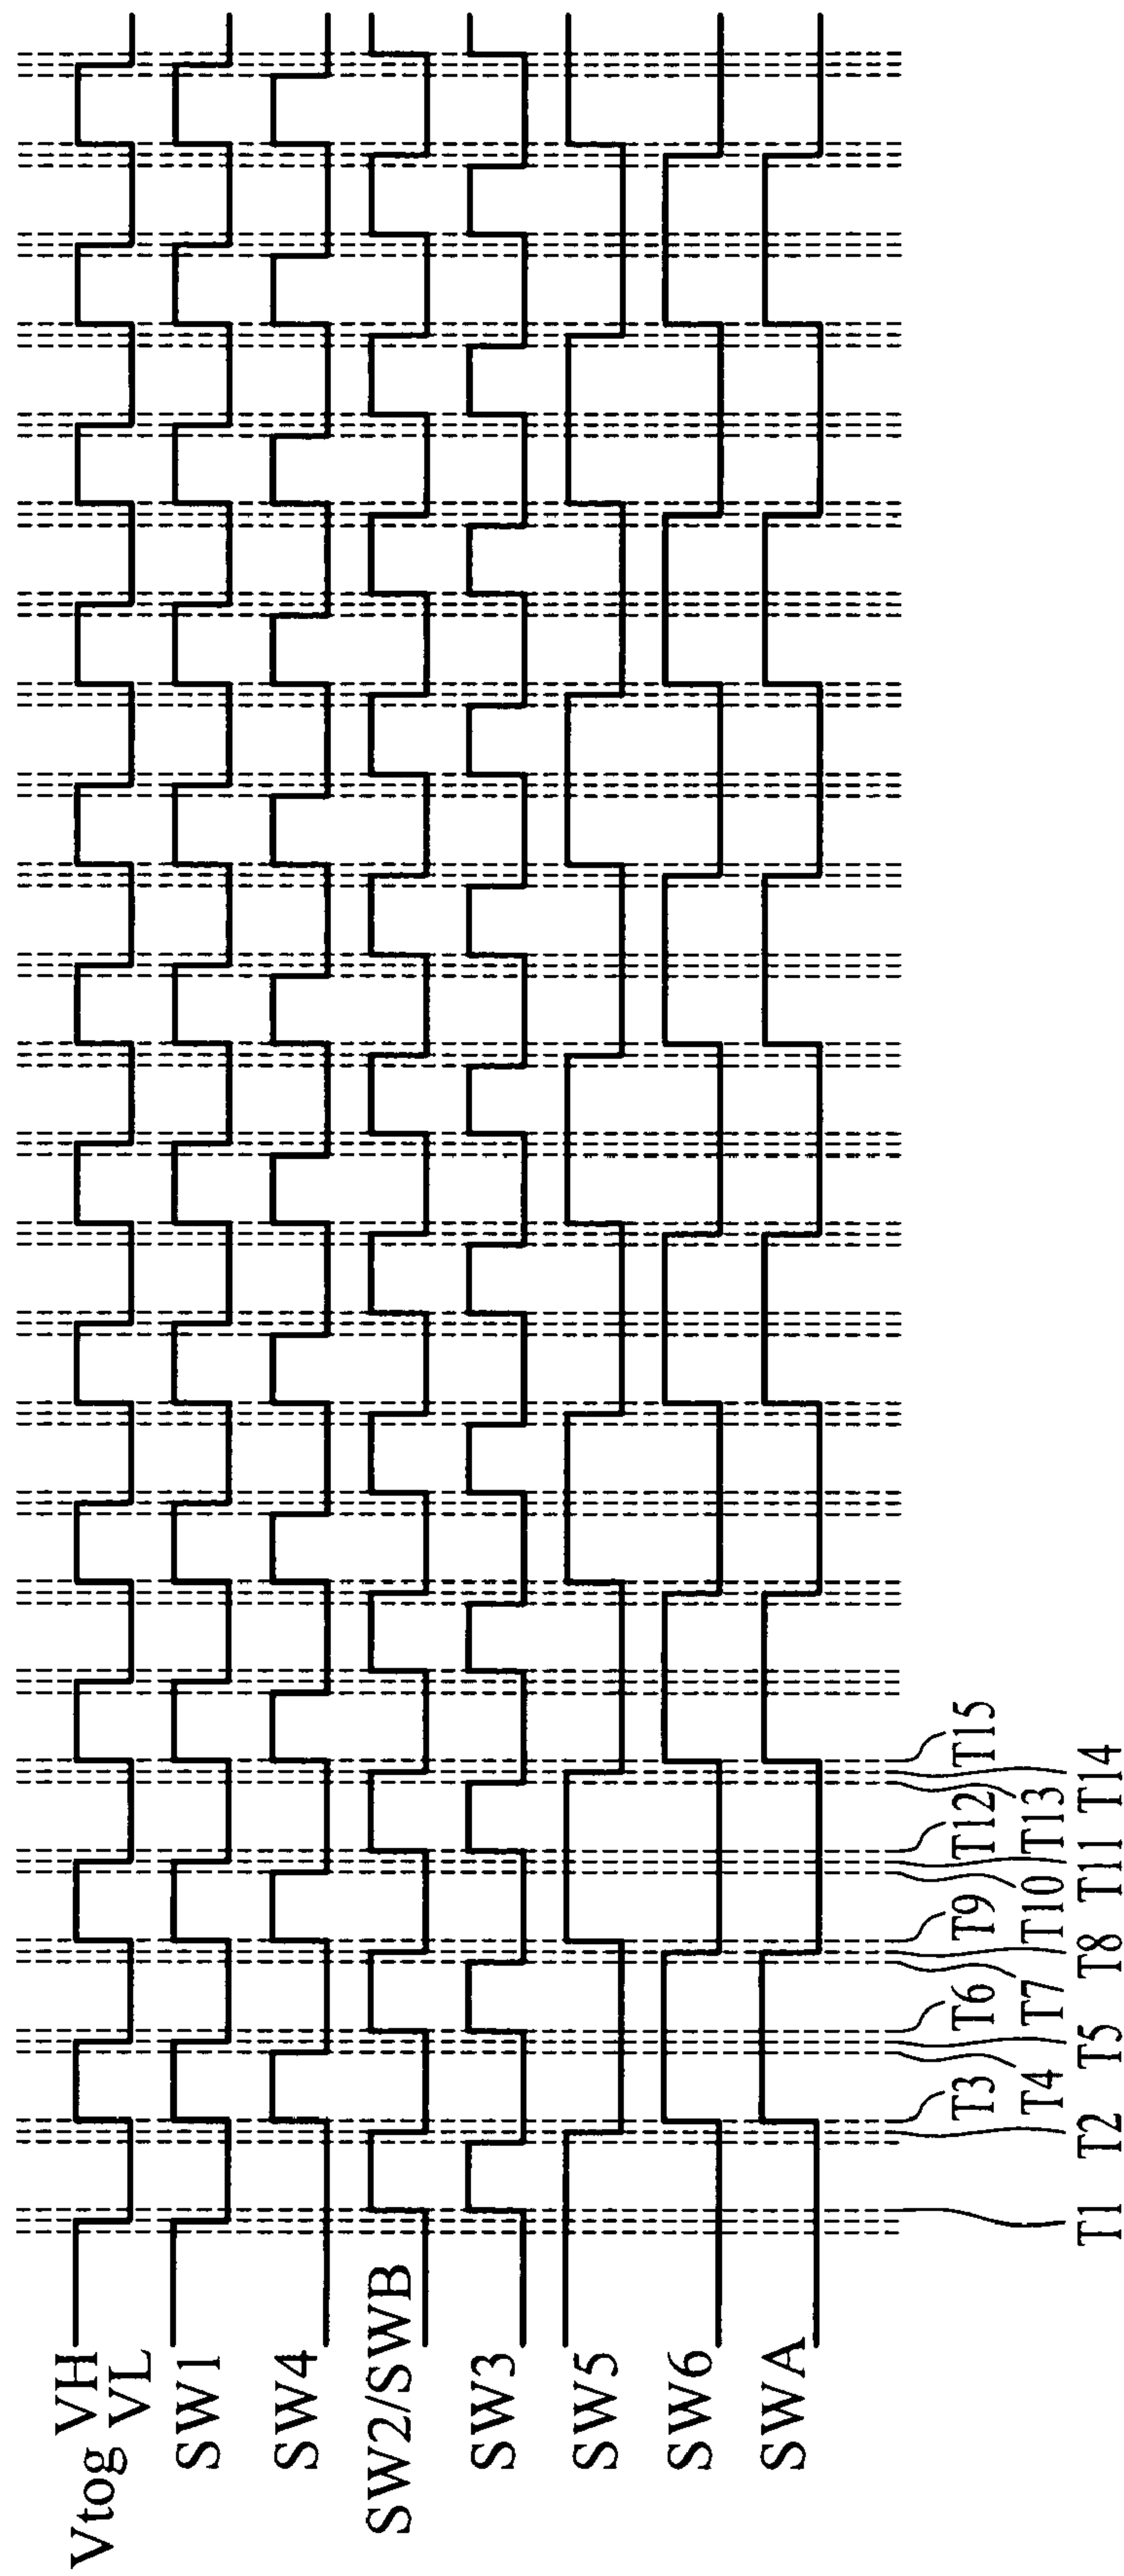 Vtog VH
VL
SW1
SW4
SW2/SWB
SW3
SW5
SW6
SWA
T3 T6 T9 T12 T15
T4 T7 T10 T13
T1 T2 T5 T8 T11 T14